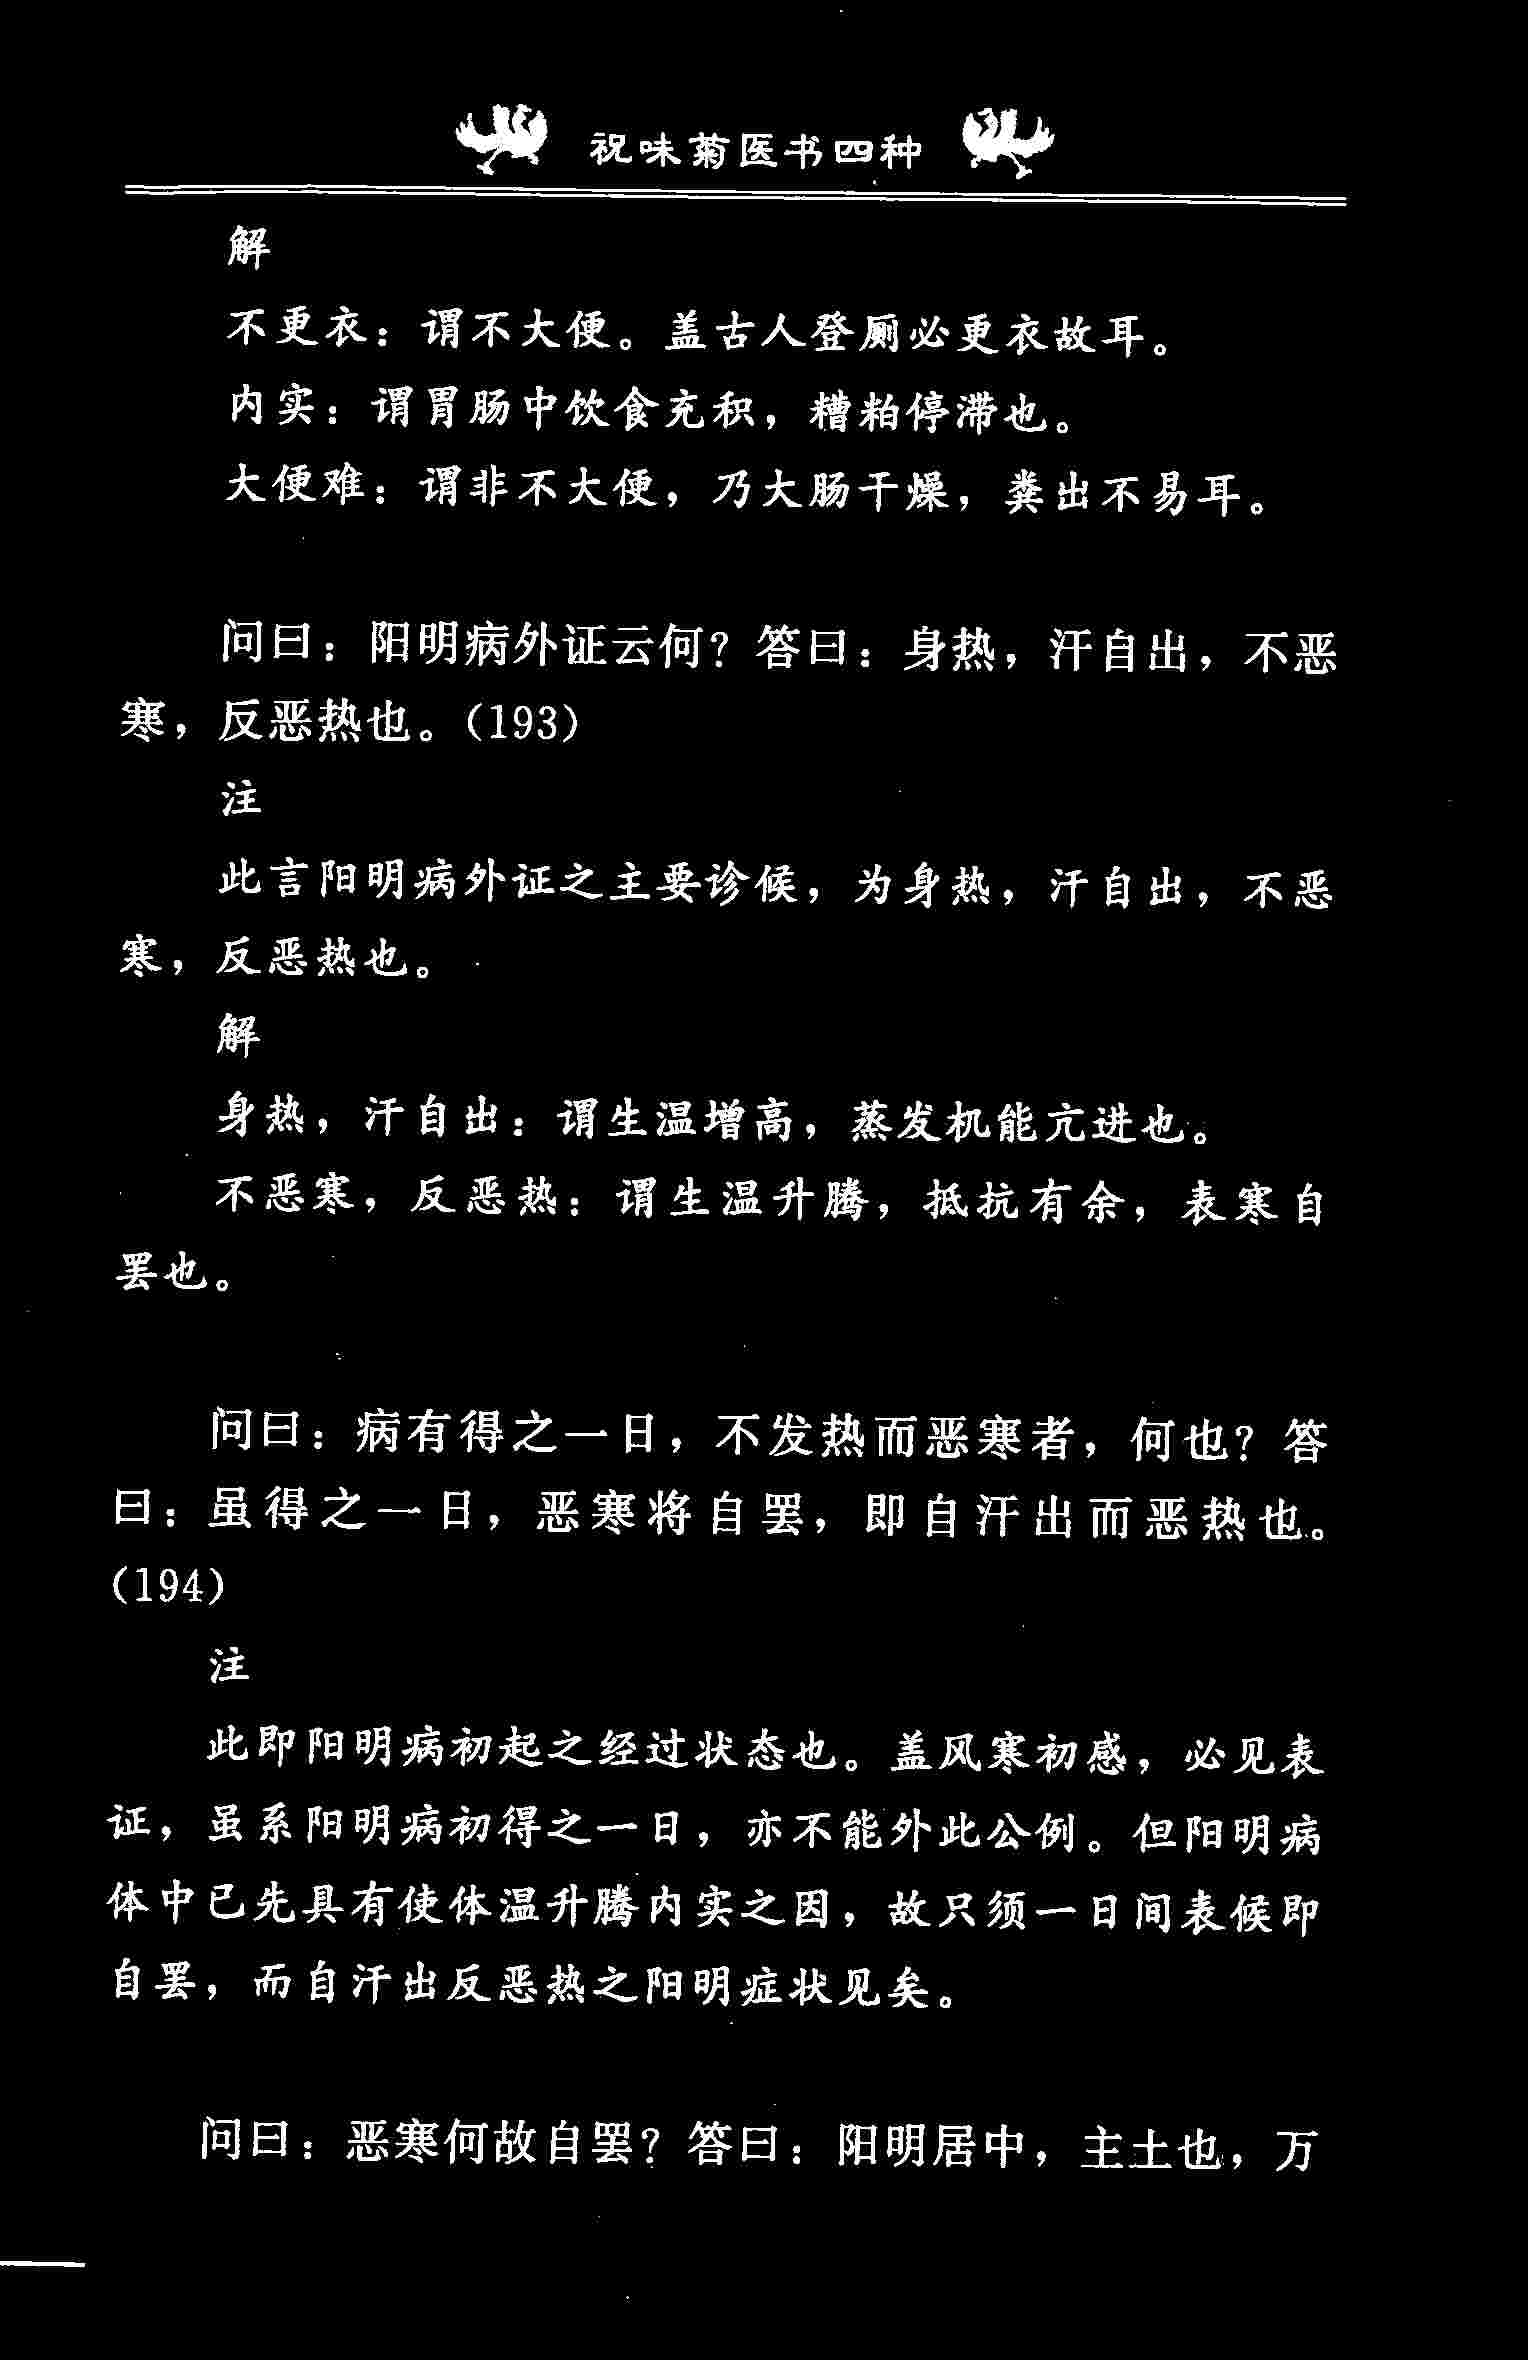 祝味菊医书四种
解
不更衣：谓不大便。盖古人登厕必更衣故耳。
内实：谓胃肠中饮食充积，糟粕停滞也。
大便难：谓非不大便，乃大肠干燥，粪出不易耳。
问曰：阳明病外证云何？答曰：身热，汗自出，不恶
寒，反恶热也。(193)
注
此言阳明病外证之主要诊候，为身热，汗自出，不恶
寒，反恶热也。
解
身热，汗自出：谓生温增高，蒸发机能亢进也。
不恶寒，反恶热：谓生温升腾，抵抗有余，表寒自
罢也。
问曰：病有得之一日，不发热而恶寒者，何也？答
曰：虽得之一日，恶寒将自罢，即自汗出而恶热也。
(194)
注
此即阳明病初起之经过状态也。盖风寒初感，必见表
证，虽系阳明病初得之一日，亦不能外此公例。但阳明病
体中已先具有使体温升腾内实之因，故只须一日间表候即
自罢，而自汗出反恶热之阳明症状见矣。
问曰：恶寒何故自罢？答曰：阳明居中，主土也，万